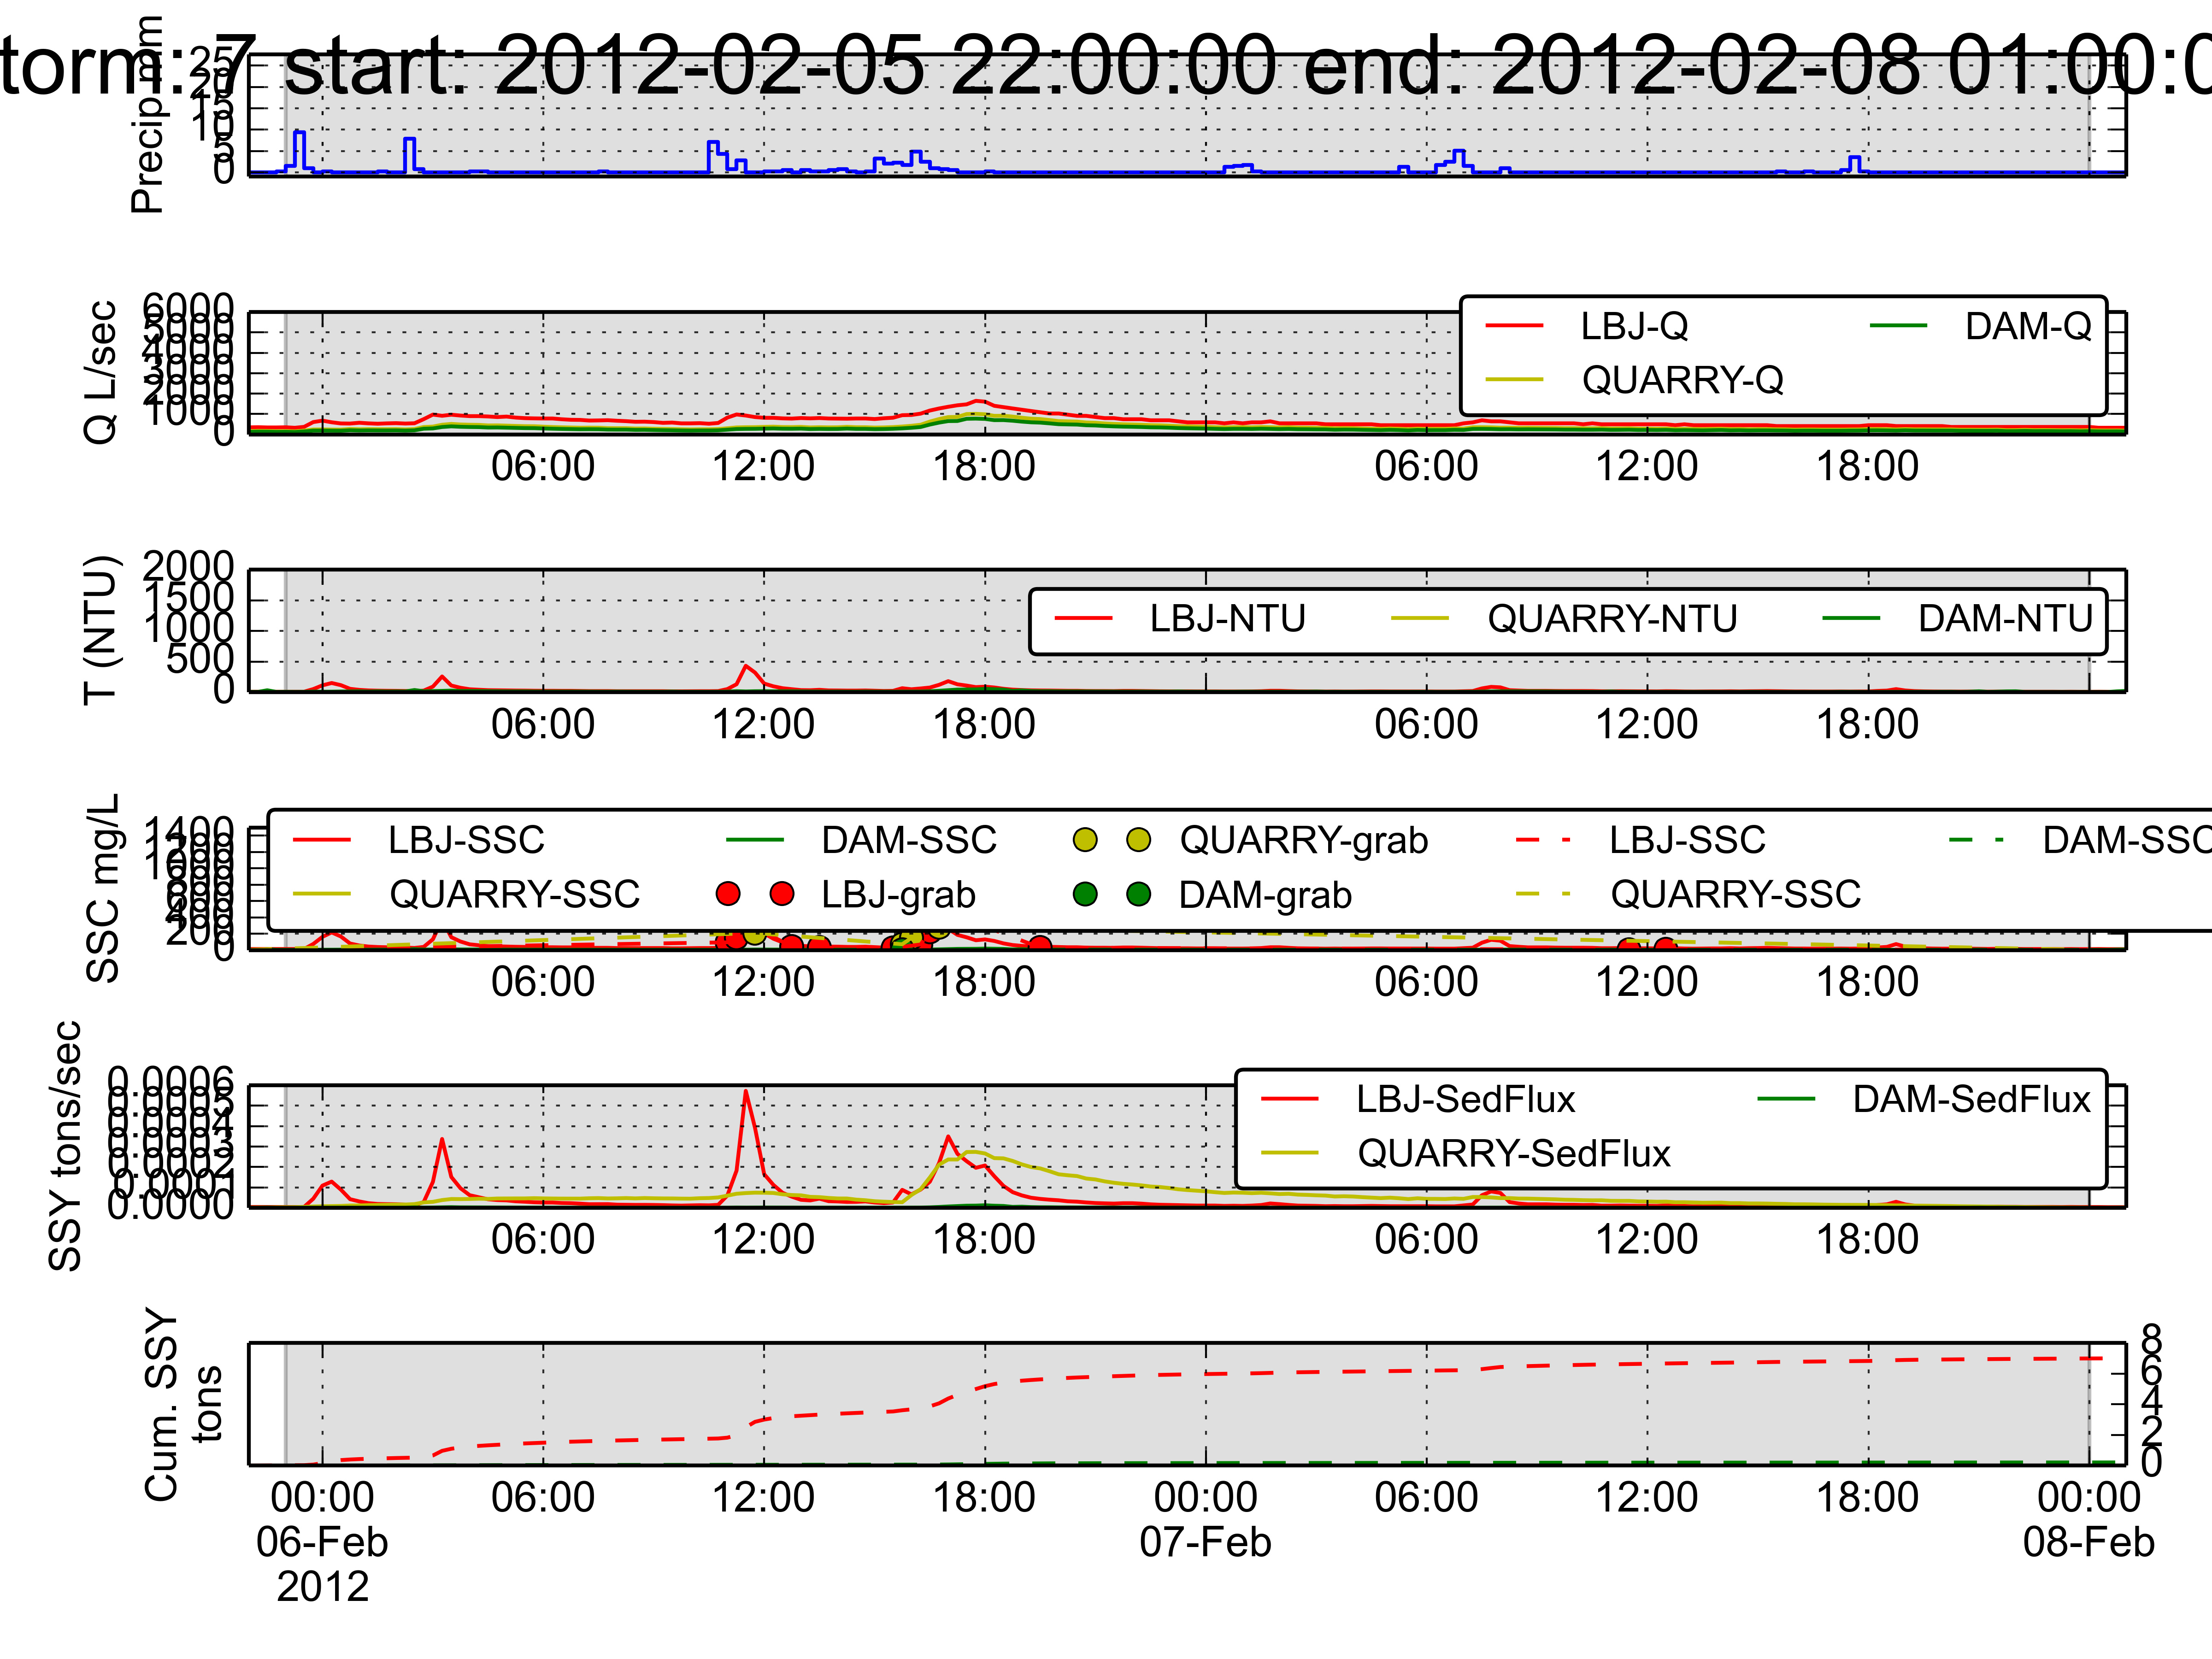 torm: 7 start: 2012-02-05 22:00:00 end: 2012-02-08 01:00:0
Precip mm
25
20
15
10
5
0
Q L/sec
6000
5000
4000
3000
2000
1000
0
LBJ-Q
DAM-Q
QUARRY-Q
06:00 12:00 18:00 06:00 12:00 18:00
T (NTU)
2000
1500
1000
500
0
LBJ-NTU QUARRY-NTU DAM-NTU
06:00 12:00 18:00 06:00 12:00 18:00
SSC mg/L
1400
1200
1000
800
600
400
200
0
LBJ-SSC DAM-SSC QUARRY-grab LBJ-SSC DAM-SSC
QUARRY-SSC LBJ-grab DAM-grab QUARRY-SSC
06:00 12:00 18:00 06:00 12:00 18:00
SSY tons/sec
0.0006
0.0005
0.0004
0.0003
0.0002
0.0001
0.0000
LBJ-SedFlux DAM-SedFlux
QUARRY-SedFlux
06:00 12:00 18:00 06:00 12:00 18:00
Cum. SSY
tons
8
6
4
2
0
00:00 06:00 12:00 18:00 00:00 06:00 12:00 18:00 00:00
06-Feb 07-Feb 08-Feb
2012